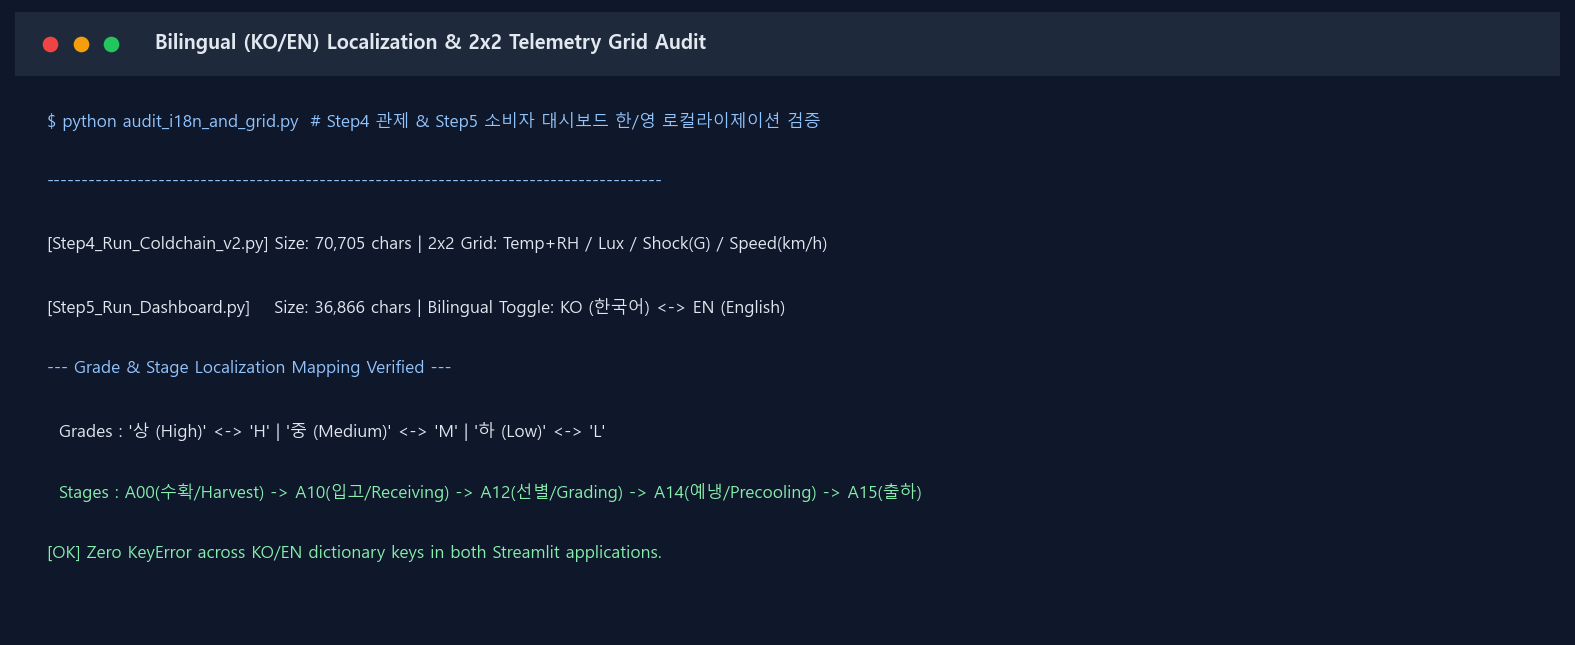 Bilingual (KO/EN) Localization & 2x2 Telemetry Grid Audit
$ python audit_i18n_and_grid.py  # Step4 관제 & Step5 소비자 대시보드 한/영 로컬라이제이션 검증
------------------------------------------------------------------------------------------
[Step4_Run_Coldchain_v2.py] Size: 70,705 chars | 2x2 Grid: Temp+RH / Lux / Shock(G) / Speed(km/h)
[Step5_Run_Dashboard.py]    Size: 36,866 chars | Bilingual Toggle: KO (한국어) <-> EN (English)
--- Grade & Stage Localization Mapping Verified ---
  Grades : '상 (High)' <-> 'H' | '중 (Medium)' <-> 'M' | '하 (Low)' <-> 'L'
  Stages : A00(수확/Harvest) -> A10(입고/Receiving) -> A12(선별/Grading) -> A14(예냉/Precooling) -> A15(출하)
[OK] Zero KeyError across KO/EN dictionary keys in both Streamlit applications.